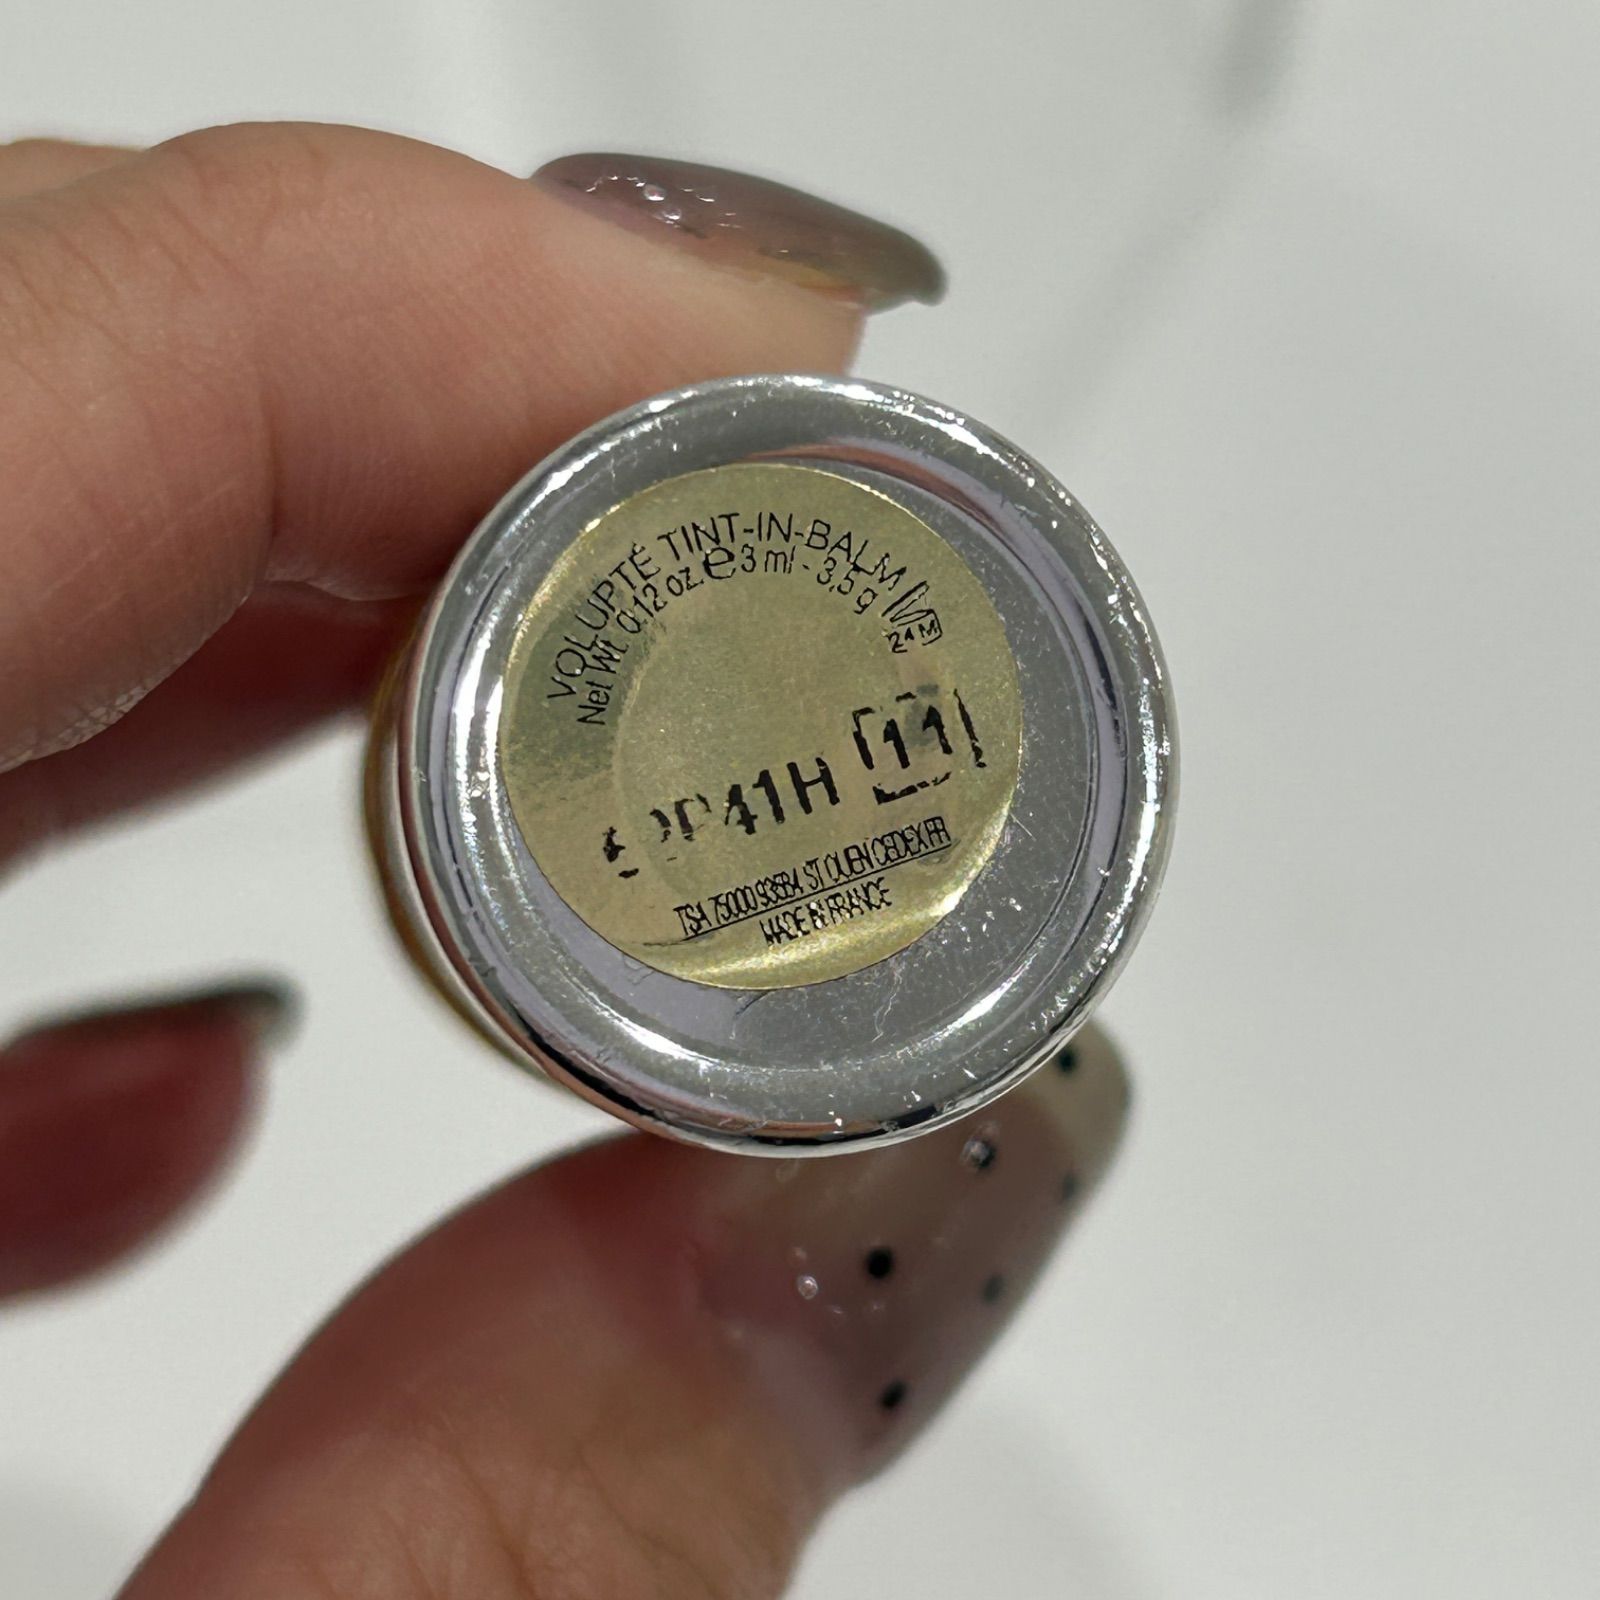 VOLUPTÉ TINT-IN-BALM
Net Wt. 0.12 oz. ℮ 3 ml - 3,5 g
24M
41H 11
TSA 75000 93584 ST OUEN CEDEX FR
MADE IN FRANCE